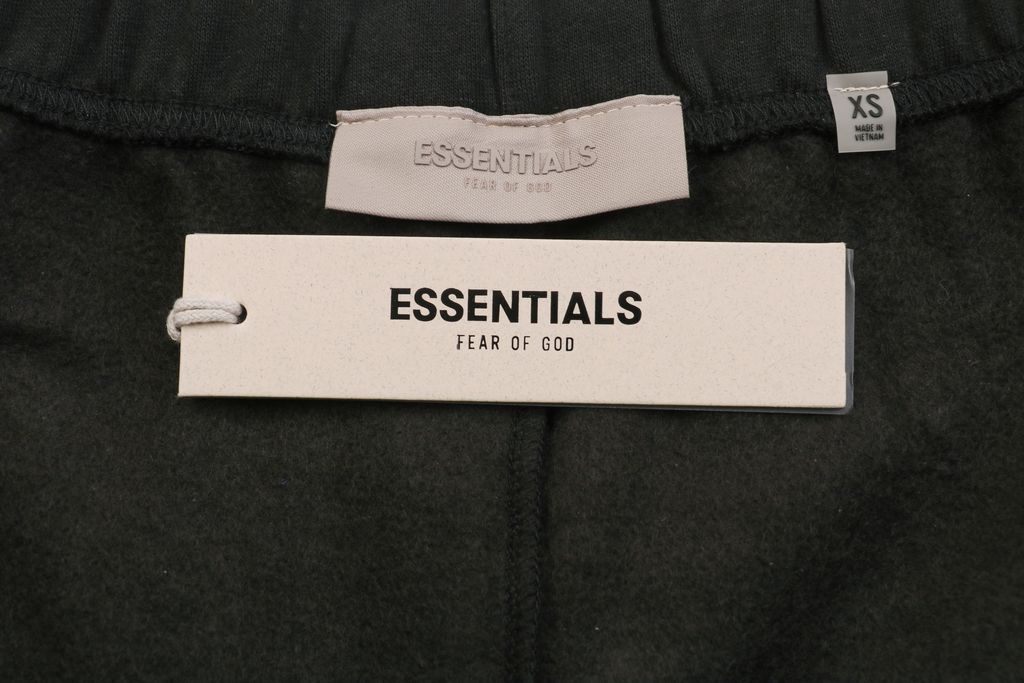 XS
MADE IN
VIETNAM
ESSENTIALS
FEAR OF GOD
ESSENTIALS
FEAR OF GOD